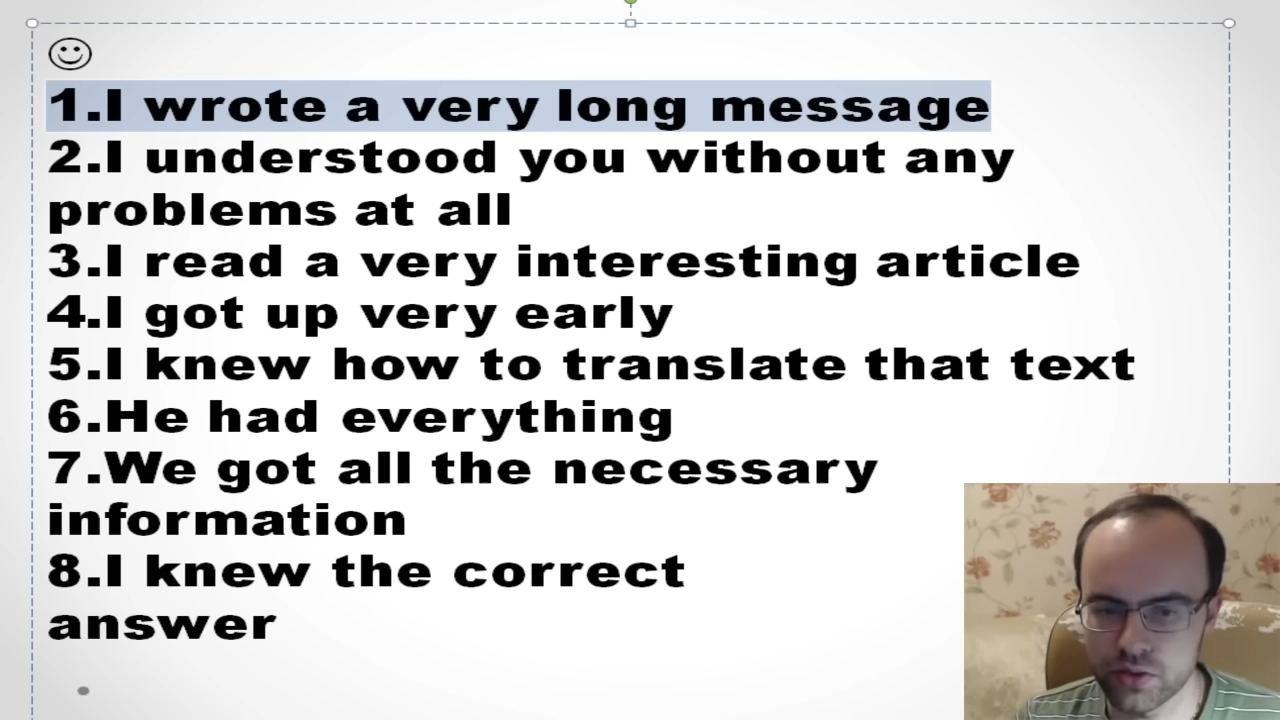 1.I wrote a very long message
2.I understood you without any
problems at all
3.I read a very interesting article
4.I got up very early
5.I knew how to translate that text
6.He had everything
7.We got all the necessary
information
8.I knew the correct
answer